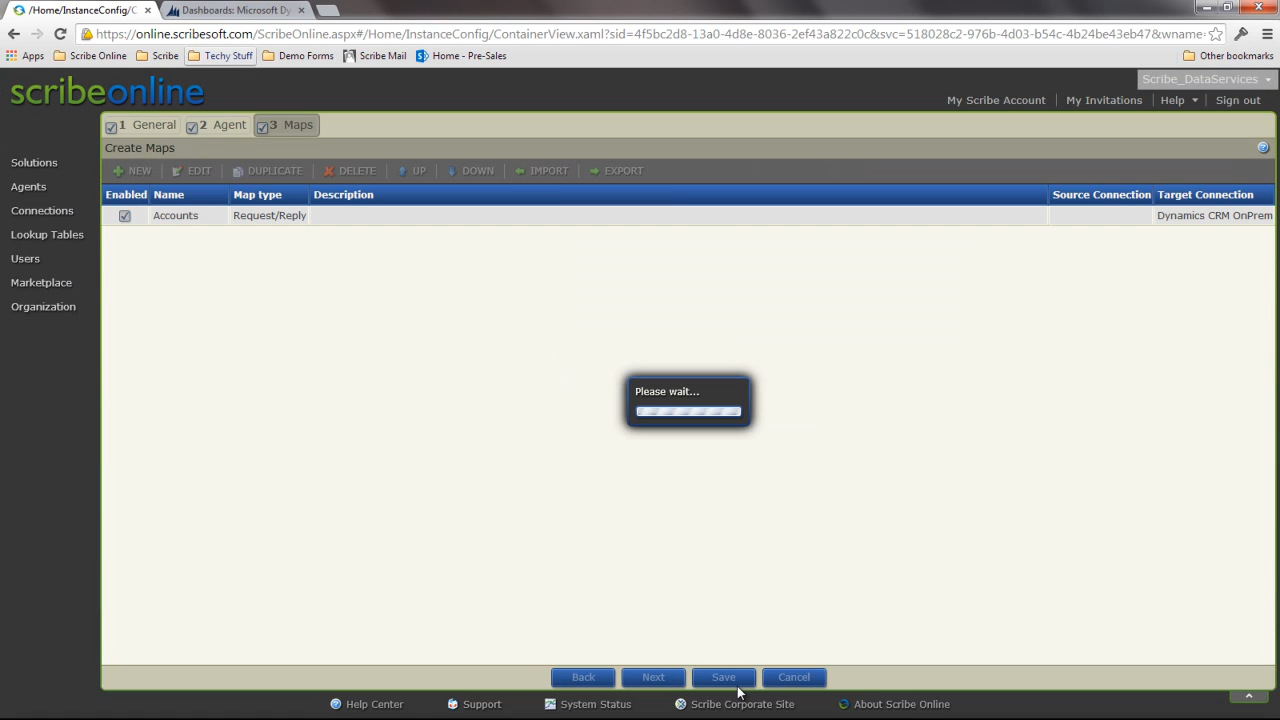 /Home/InstanceConfig/C
Dashboards: Microsoft Dy
https://online.scribesoft.com/ScribeOnline.aspx#/Home/InstanceConfig/ContainerView.xaml?sid=4f5bc2d8-13a0-4d8e-8036-2ef43a822c0c&svc=518028c2-976b-4d03-b54c-4b24be43eb47&wname=
Apps Scribe Online Scribe Techy Stuff Demo Forms Scribe Mail Home - Pre-Sales Other bookmarks
scribeonline
Scribe_DataServices
My Scribe Account My Invitations Help Sign out
1 General 2 Agent 3 Maps
Create Maps
NEW EDIT DUPLICATE DELETE UP DOWN IMPORT EXPORT
Enabled Name Map type Description Source Connection Target Connection
Accounts Request/Reply Dynamics CRM OnPrem
Solutions
Agents
Connections
Lookup Tables
Users
Marketplace
Organization
Please wait...
Back Next Save Cancel
Help Center Support System Status Scribe Corporate Site About Scribe Online